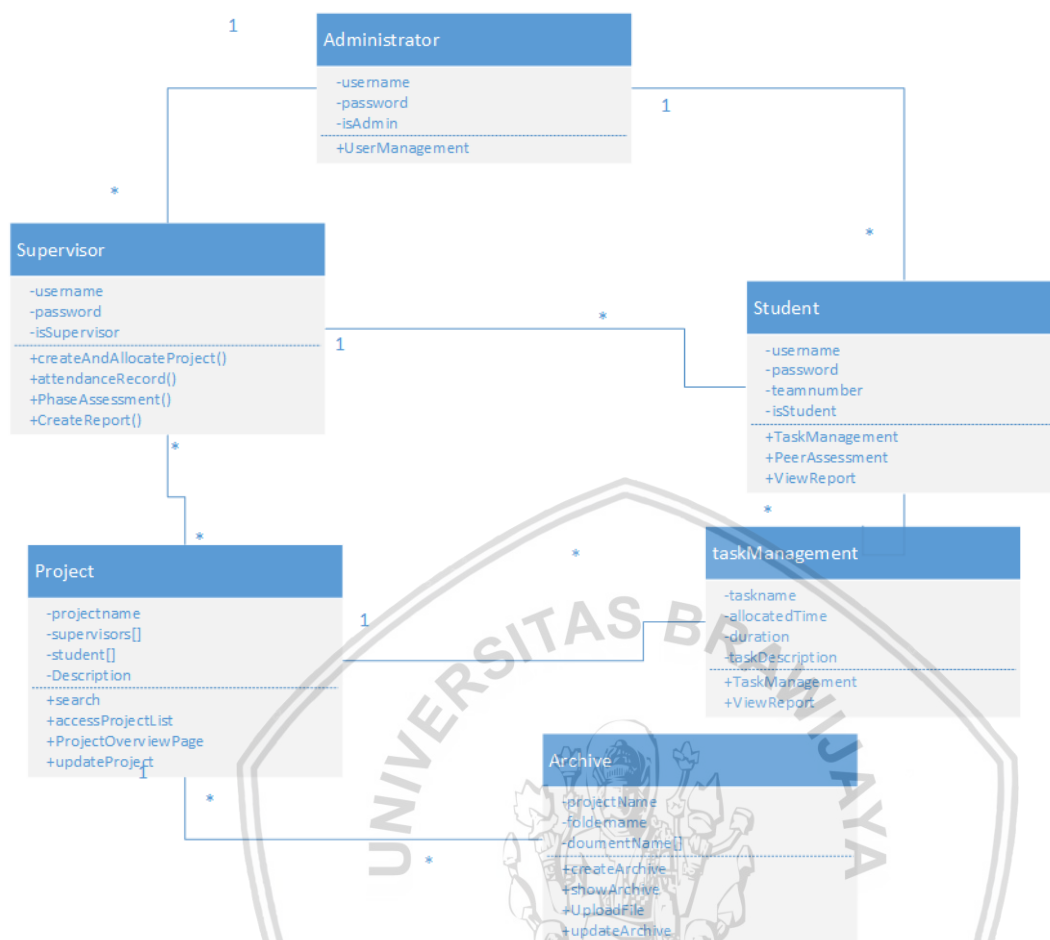 1
Administrator
-username
-password
-isAdmin
+UserManagement
1
*
*
Supervisor
-username
-password
-isSupervisor
+createAndAllocateProject()
+attendanceRecord()
+PhaseAssessment()
+CreateReport()
*
1
Student
-username
-password
-teamnumber
-isStudent
+TaskManagement
+PeerAssessment
+ViewReport
*
*
*
*
Project
-projectname
-supervisors[]
-student[]
-Description
+search
+accessProjectList
+ProjectOverviewPage
+updateProject
1
1
*
*
taskManagement
-taskname
-allocatedTime
-duration
-taskDescription
+TaskManagement
+ViewReport
Archive
-projectName
-foldername
-doumentName[]
+createArchive
+showArchive
+UploadFile
+updateArchive
UNIVERSITAS BRAWIJAYA